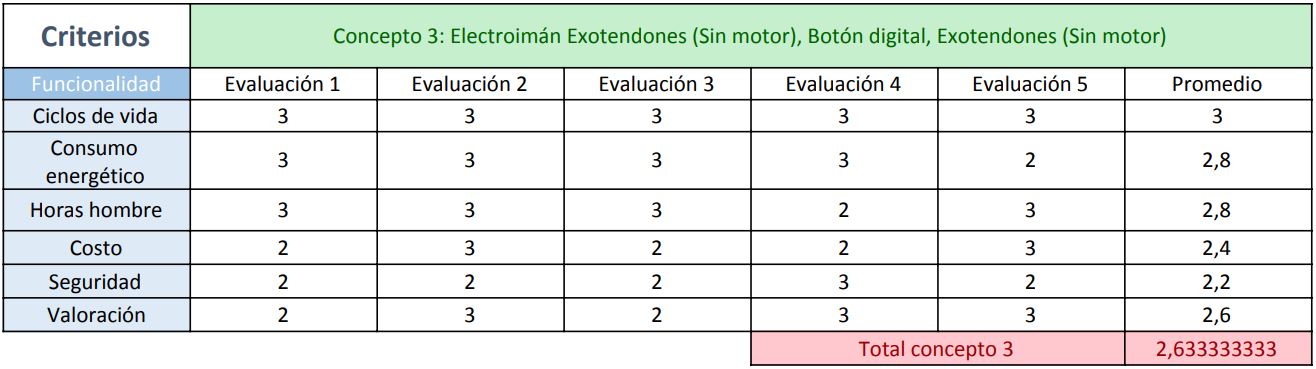 Criterios Concepto 3: Electroimán Exotendones (Sin motor), Botón digital, Exotendones (Sin motor)
Funcionalidad Evaluación 1 Evaluación 2 Evaluación 3 Evaluación 4 Evaluación 5 Promedio
Ciclos de vida 3 3 3 3 3 3
Consumo
energético 3 3 3 3 2 2,8
Horas hombre 3 3 3 2 3 2,8
Costo 2 3 2 2 3 2,4
Seguridad 2 2 2 3 2 2,2
Valoración 2 3 2 3 3 2,6
Total concepto 3 2,633333333